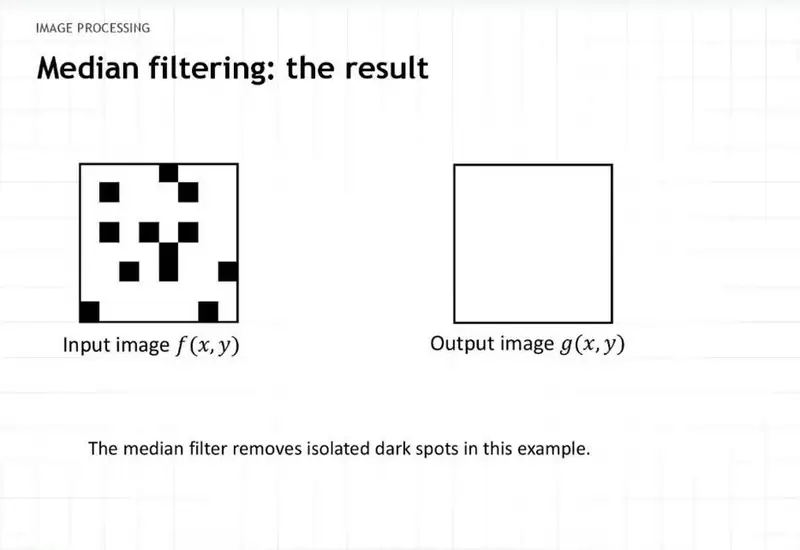 IMAGE PROCESSING
Median filtering: the result
Input image f(x, y)
Output image g(x, y)
The median filter removes isolated dark spots in this example.